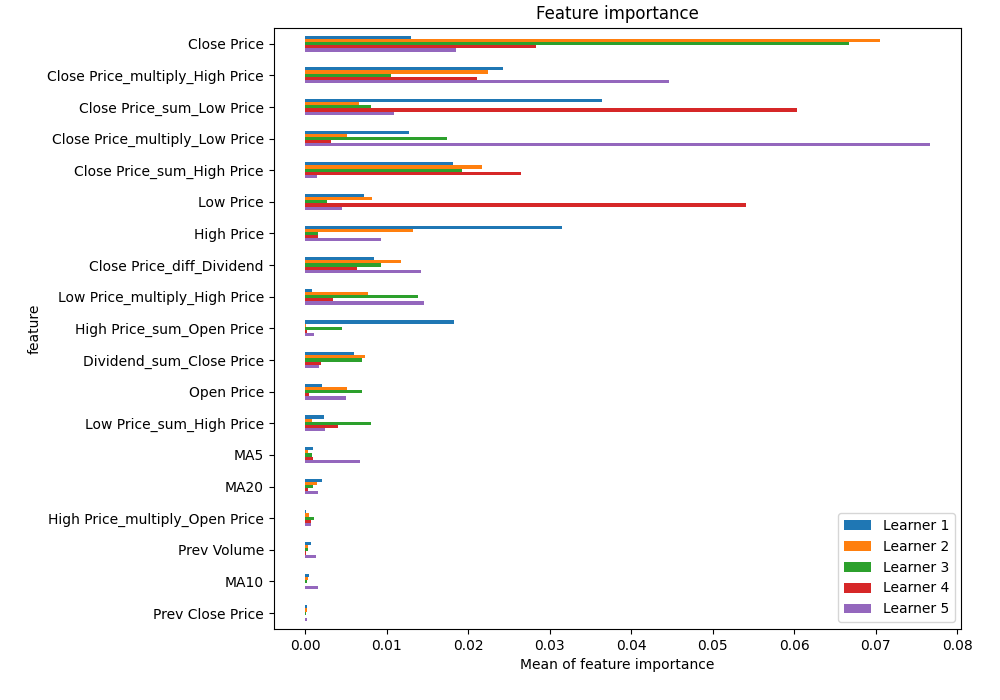 Feature importance
Close Price
Close Price_multiply_High Price
Close Price_sum_Low Price
Close Price_multiply_Low Price
Close Price_sum_High Price
Low Price
High Price
Close Price_diff_Dividend
Low Price_multiply_High Price
High Price_sum_Open Price
Dividend_sum_Close Price
Open Price
Low Price_sum_High Price
MA5
MA20
High Price_multiply_Open Price
Prev Volume
MA10
Prev Close Price
feature
Learner 1
Learner 2
Learner 3
Learner 4
Learner 5
0.00 0.01 0.02 0.03 0.04 0.05 0.06 0.07 0.08
Mean of feature importance